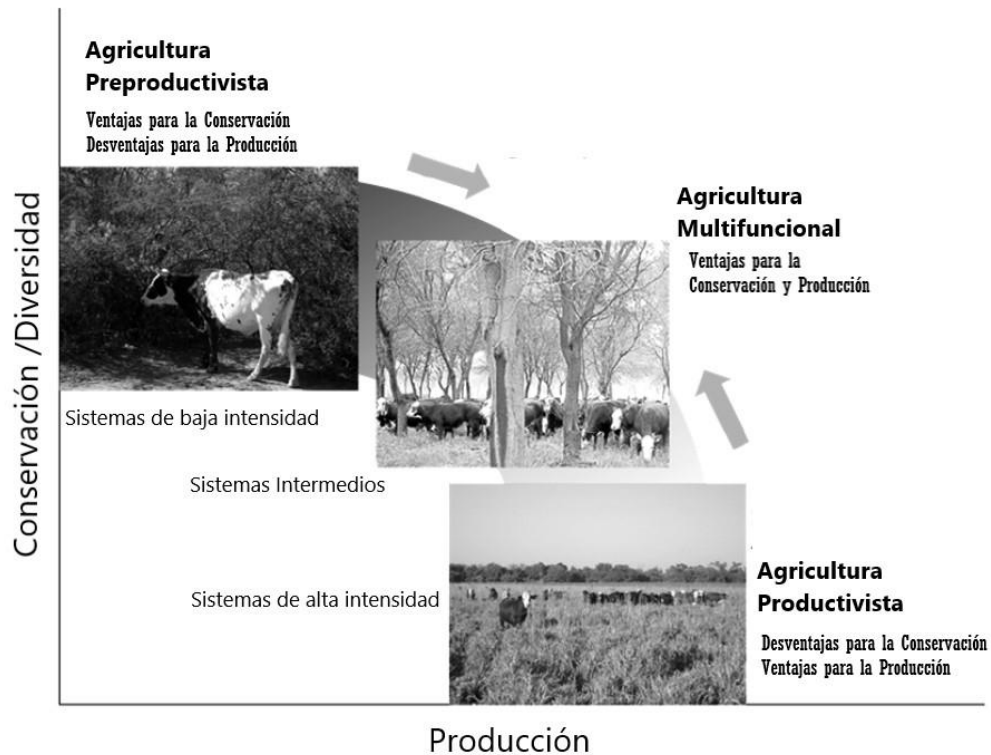 Agricultura
Preproductivista
Ventajas para la Conservación
Desventajas para la Producción
Agricultura
Multifuncional
Ventajas para la
Conservación y Producción
Conservación /Diversidad
Sistemas de baja intensidad
Sistemas Intermedios
Sistemas de alta intensidad
Agricultura
Productivista
Desventajas para la Conservación
Ventajas para la Producción
Producción